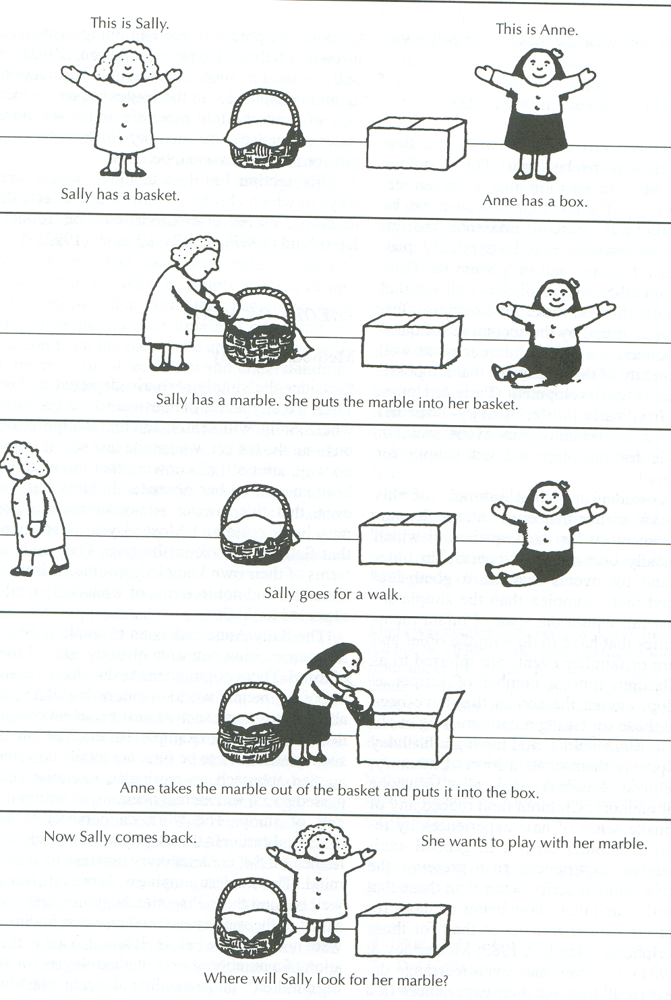 This is Sally.
This is Anne.
Sally has a basket.
Anne has a box.
Sally has a marble. She puts the marble into her basket.
Sally goes for a walk.
Anne takes the marble out of the basket and puts it into the box.
Now Sally comes back.
She wants to play with her marble.
Where will Sally look for her marble?